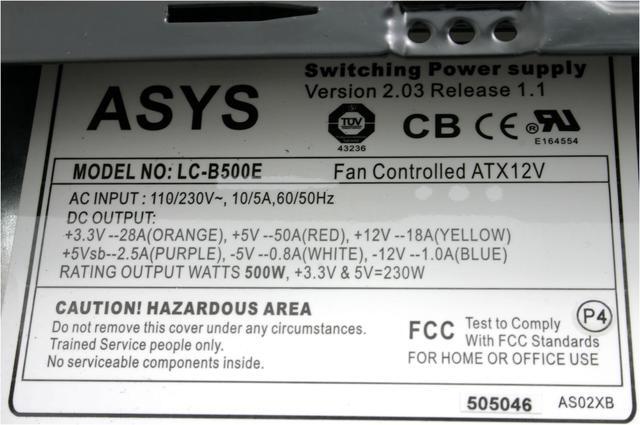 ASYS
Switching Power supply
Version 2.03 Release 1.1
TÜV
43236
CB CE ® RU
E164554
MODEL NO: LC-B500E Fan Controlled ATX12V
AC INPUT : 110/230V~, 10/5A,60/50Hz
DC OUTPUT:
+3.3V --28A(ORANGE), +5V --50A(RED), +12V --18A(YELLOW)
+5Vsb--2.5A(PURPLE), -5V --0.8A(WHITE), -12V --1.0A(BLUE)
RATING OUTPUT WATTS 500W, +3.3V & 5V=230W
CAUTION! HAZARDOUS AREA
Do not remove this cover under any circumstances.
Trained Service people only.
No serviceable components inside.
FCC Test to Comply
With FCC Standards
P4
FOR HOME OR OFFICE USE
505046 AS02XB